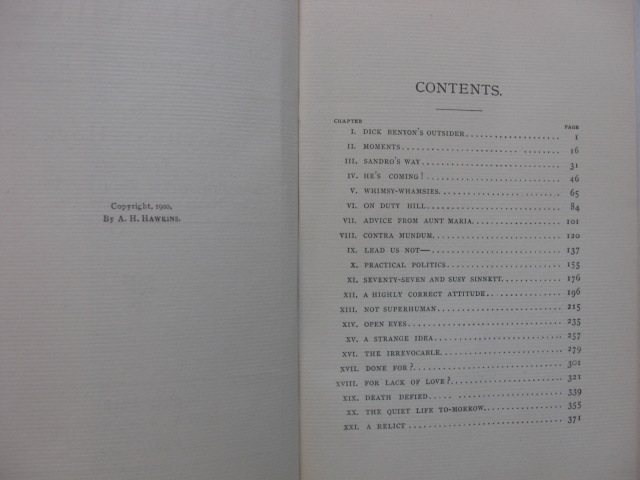 Copyright, 1900,
By A. H. Hawkins.
CONTENTS.
CHAPTER PAGE
I. DICK BENYON'S OUTSIDER 1
II. MOMENTS 16
III. SANDRO'S WAY 31
IV. HE'S COMING! 46
V. WHIMSY-WHAMSIES 65
VI. ON DUTY HILL 84
VII. ADVICE FROM AUNT MARIA 101
VIII. CONTRA MUNDUM 120
IX. LEAD US NOT— 137
X. PRACTICAL POLITICS 155
XI. SEVENTY-SEVEN AND SUSY SINNETT 176
XII. A HIGHLY CORRECT ATTITUDE 196
XIII. NOT SUPERHUMAN 215
XIV. OPEN EYES 235
XV. A STRANGE IDEA 257
XVI. THE IRREVOCABLE 279
XVII. DONE FOR? 301
XVIII. FOR LACK OF LOVE? 321
XIX. DEATH DEFIED 339
XX. THE QUIET LIFE TO-MORROW 355
XXI. A RELICT 371